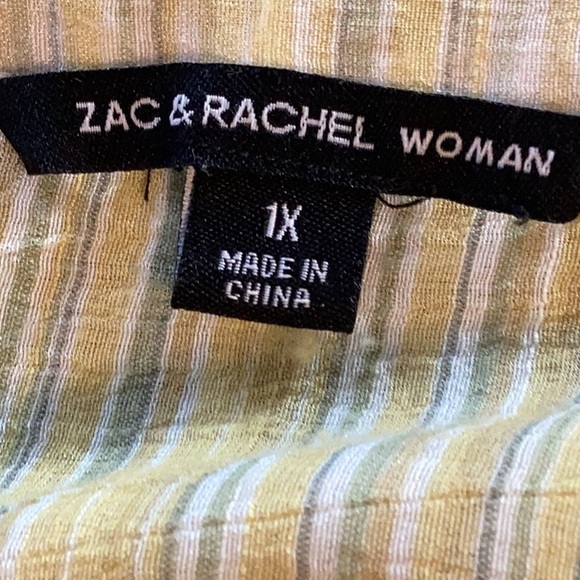 ZAC & RACHEL WOMAN
1X
MADE IN
CHINA